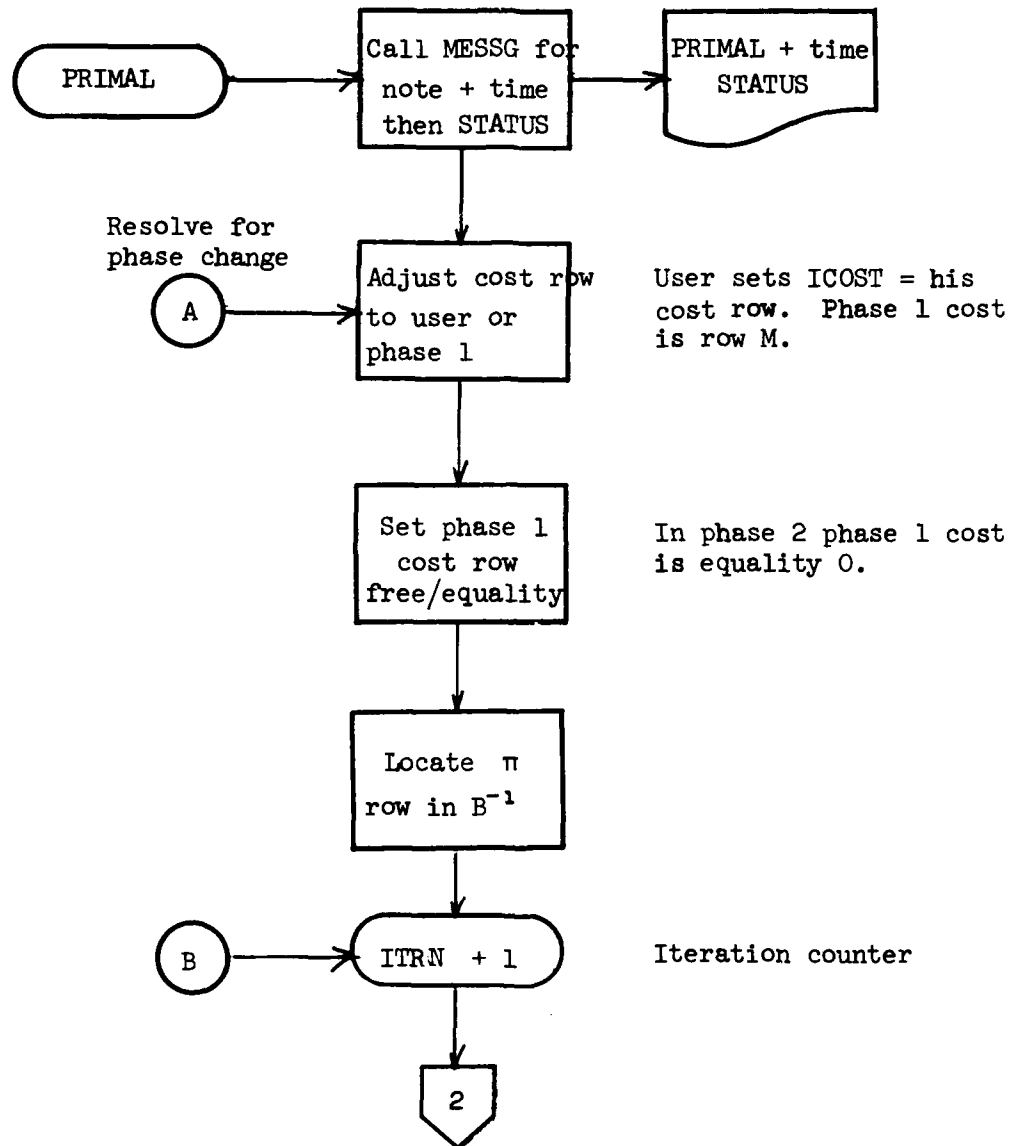 PRIMAL
Call MESSG for
note + time
then STATUS
PRIMAL + time
STATUS
Resolve for
phase change
A
Adjust cost row
to user or
phase 1
User sets ICOST = his
cost row. Phase 1 cost
is row M.
Set phase 1
cost row
free/equality
In phase 2 phase 1 cost
is equality 0.
Locate π
row in B⁻¹
B
ITRN + 1
Iteration counter
2